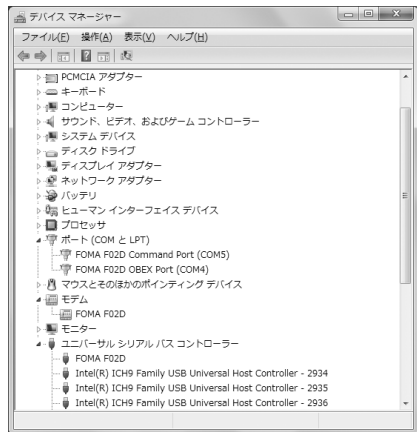 デバイス マネージャー
ファイル(F) 操作(A) 表示(V) ヘルプ(H)
PCMCIA アダプター
キーボード
コンピューター
サウンド、ビデオ、およびゲーム コントローラー
システム デバイス
ディスク ドライブ
ディスプレイ アダプター
ネットワーク アダプター
バッテリ
ヒューマン インターフェイス デバイス
プロセッサ
ポート (COM と LPT)
FOMA F02D Command Port (COM5)
FOMA F02D OBEX Port (COM4)
マウスとそのほかのポインティング デバイス
モデム
FOMA F02D
モニター
ユニバーサル シリアル バス コントローラー
FOMA F02D
Intel(R) ICH9 Family USB Universal Host Controller - 2934
Intel(R) ICH9 Family USB Universal Host Controller - 2935
Intel(R) ICH9 Family USB Universal Host Controller - 2936